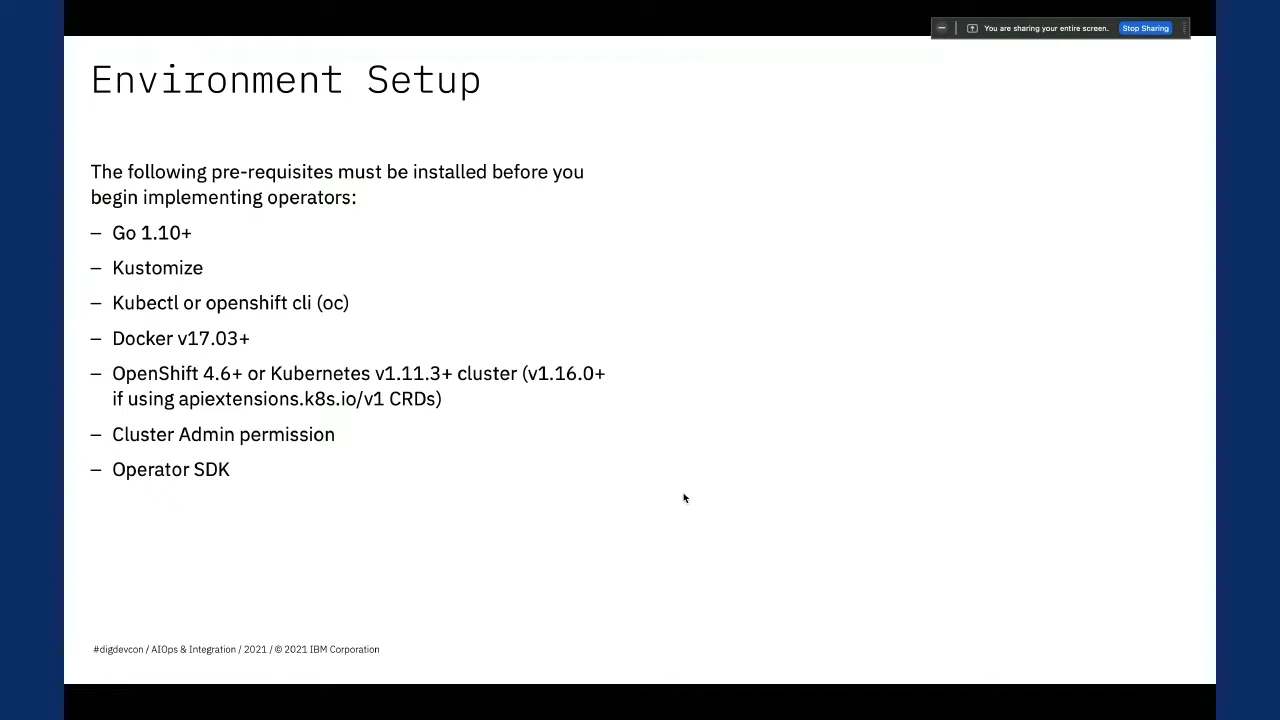 You are sharing your entire screen. Stop Sharing
Environment Setup
The following pre-requisites must be installed before you
begin implementing operators:
– Go 1.10+
– Kustomize
– Kubectl or openshift cli (oc)
– Docker v17.03+
– OpenShift 4.6+ or Kubernetes v1.11.3+ cluster (v1.16.0+
if using apiextensions.k8s.io/v1 CRDs)
– Cluster Admin permission
– Operator SDK
#digdevcon / AIOps & Integration / 2021 / © 2021 IBM Corporation